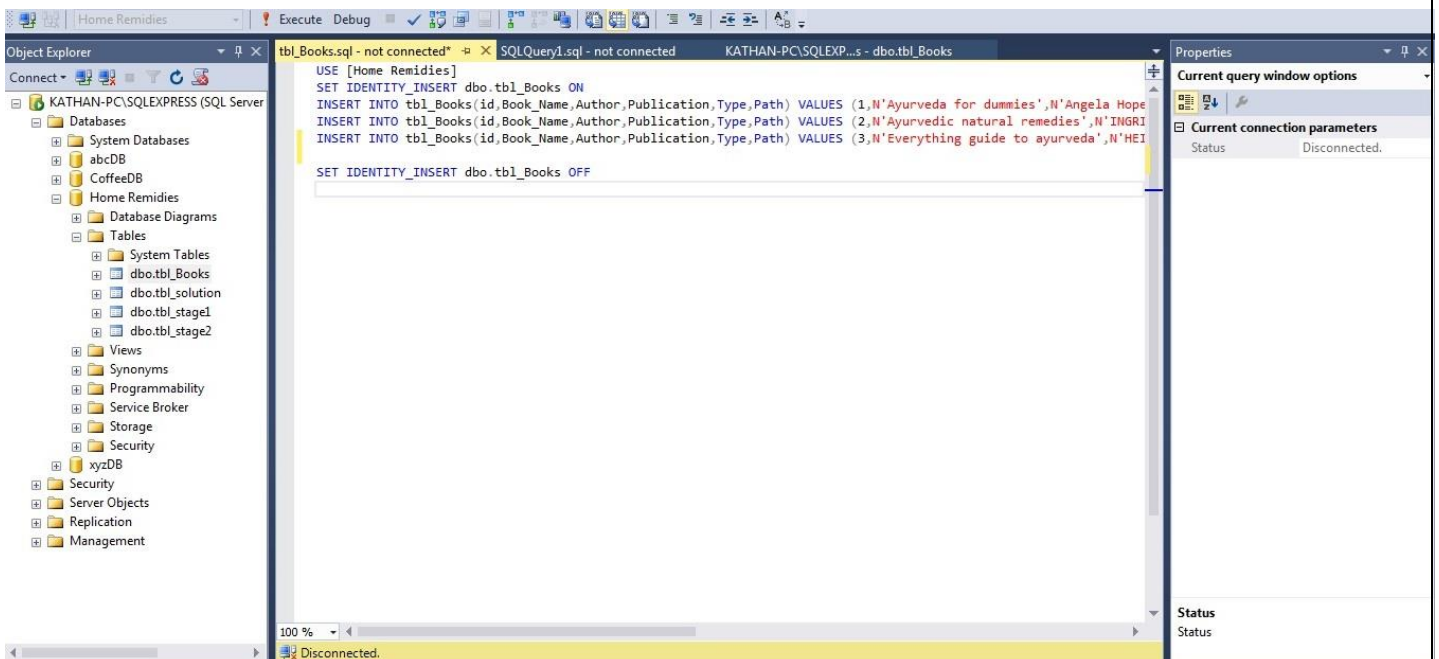 Home Remidies
Execute Debug
Object Explorer
Connect
KATHAN-PC\SQLEXPRESS (SQL Server
Databases
System Databases
abcDB
CoffeeDB
Home Remidies
Database Diagrams
Tables
System Tables
dbo.tbl_Books
dbo.tbl_solution
dbo.tbl_stage1
dbo.tbl_stage2
Views
Synonyms
Programmability
Service Broker
Storage
Security
xyzDB
Security
Server Objects
Replication
Management
tbl_Books.sql - not connected* SQLQuery1.sql - not connected KATHAN-PC\SQLEXP...s - dbo.tbl_Books
USE [Home Remidies]
SET IDENTITY_INSERT dbo.tbl_Books ON
INSERT INTO tbl_Books(id,Book_Name,Author,Publication,Type,Path) VALUES (1,N'Ayurveda for dummies',N'Angela Hope
INSERT INTO tbl_Books(id,Book_Name,Author,Publication,Type,Path) VALUES (2,N'Ayurvedic natural remedies',N'INGRI
INSERT INTO tbl_Books(id,Book_Name,Author,Publication,Type,Path) VALUES (3,N'Everything guide to ayurveda',N'HEI
SET IDENTITY_INSERT dbo.tbl_Books OFF
100 %
Disconnected.
Properties
Current query window options
Current connection parameters
Status Disconnected.
Status
Status